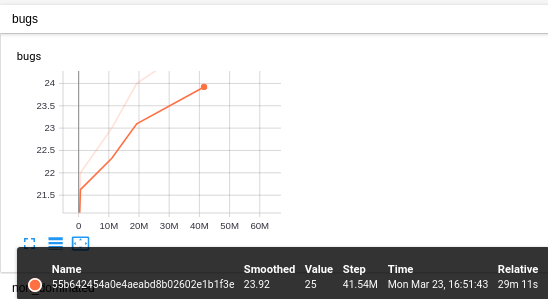 bugs
bugs
24
23.5
23
22.5
22
21.5
0 10M 20M 30M 40M 50M 60M
Name Smoothed Value Step Time Relative
55b642454a0e4aeabd8b02602e1b1f3e 23.92 25 41.54M Mon Mar 23, 16:51:43 29m 11s